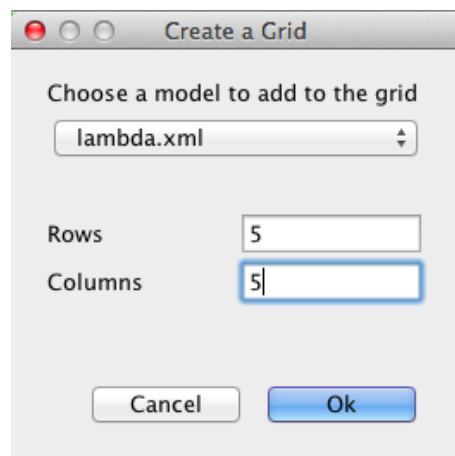 Create a Grid
Choose a model to add to the grid
lambda.xml
Rows 5
Columns 5
Cancel Ok